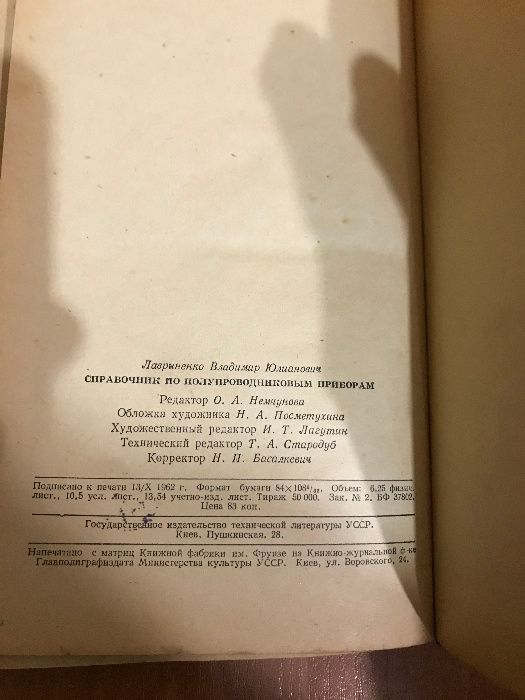 Лавриненко Владимир Юлианович
СПРАВОЧНИК ПО ПОЛУПРОВОДНИКОВЫМ ПРИБОРАМ
Редактор О. А. Немчунова
Обложка художника Н. А. Посметухина
Художественный редактор И. Т. Лагутин
Технический редактор Т. А. Стародуб
Корректор Н. П. Басалкевич
Подписано к печати 13/X 1962 г. Формат бумаги 84×108¹/₃₂. Объем: 6,25 физич.
лист., 10,5 усл. лист., 13,54 учетно-изд. лист. Тираж 50 000. Зак. № 2. БФ 37802.
Цена 83 коп.
Государственное издательство технической литературы УССР.
Киев, Пушкинская, 28.
Напечатано с матриц Книжной фабрики им. Фрунзе на Книжно-журнальной
Главполиграфиздата Министерства культуры УССР. Киев, ул. Воровского, 24.